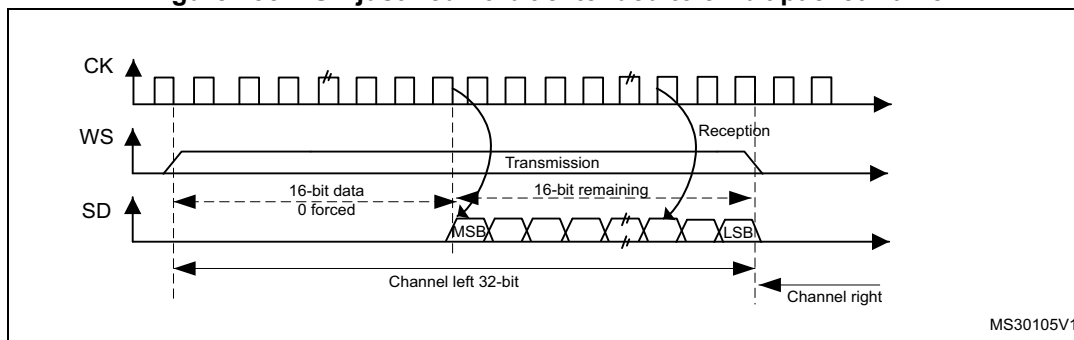 CK
WS
Reception
Transmission
16-bit data
0 forced
16-bit remaining
SD
MSB
LSB
Channel left 32-bit
Channel right
MS30105V1